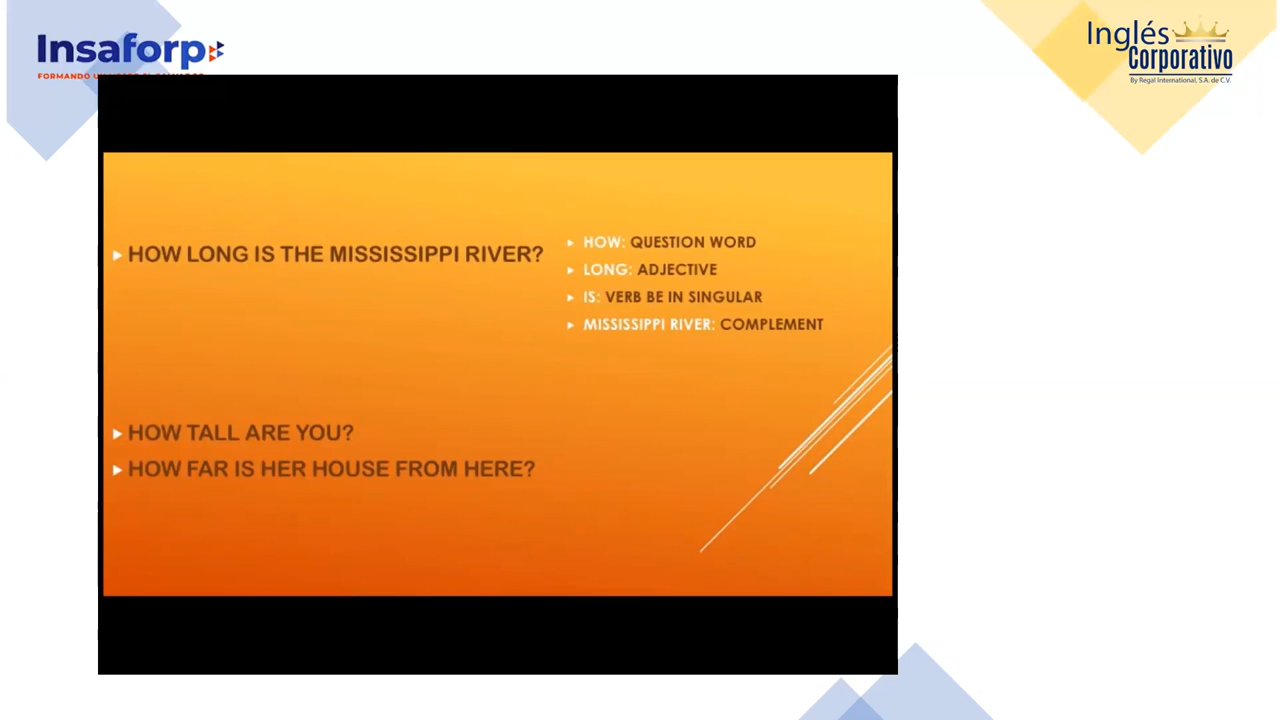 Insaforp
FORMANDO
Inglés
Corporativo
By Regal International, S.A. de C.V.
HOW LONG IS THE MISSISSIPPI RIVER?
HOW: QUESTION WORD
LONG: ADJECTIVE
IS: VERB BE IN SINGULAR
MISSISSIPPI RIVER: COMPLEMENT
HOW TALL ARE YOU?
HOW FAR IS HER HOUSE FROM HERE?